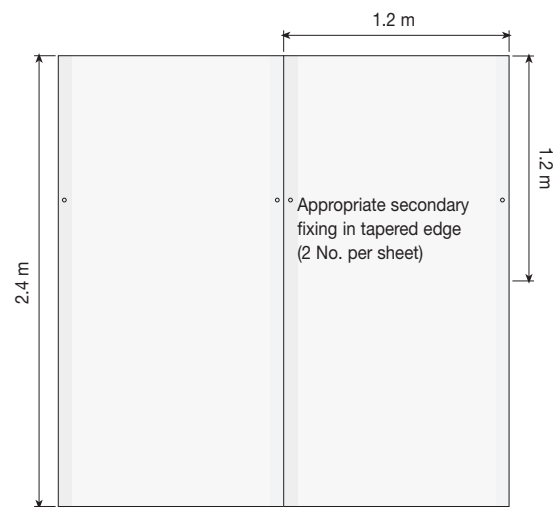 1.2 m
1.2 m
2.4 m
Appropriate secondary
fixing in tapered edge
(2 No. per sheet)